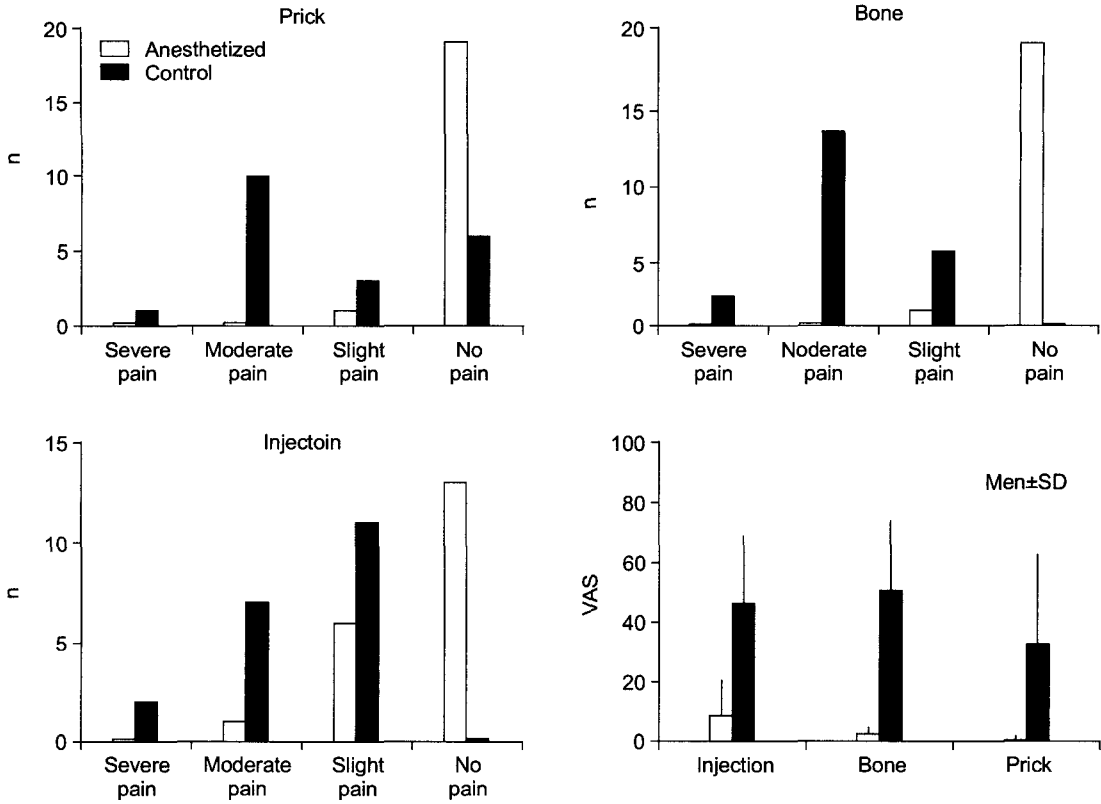 Prick
20
15
10
5
0
n
Anesthetized
Control
Severe pain
Moderate pain
Slight pain
No pain
Bone
20
15
10
5
0
n
Severe pain
Noderate pain
Slight pain
No pain
Injectoin
15
10
5
0
n
Severe pain
Moderate pain
Slight pain
No pain
100
80
60
40
20
0
VAS
Men±SD
Injection
Bone
Prick